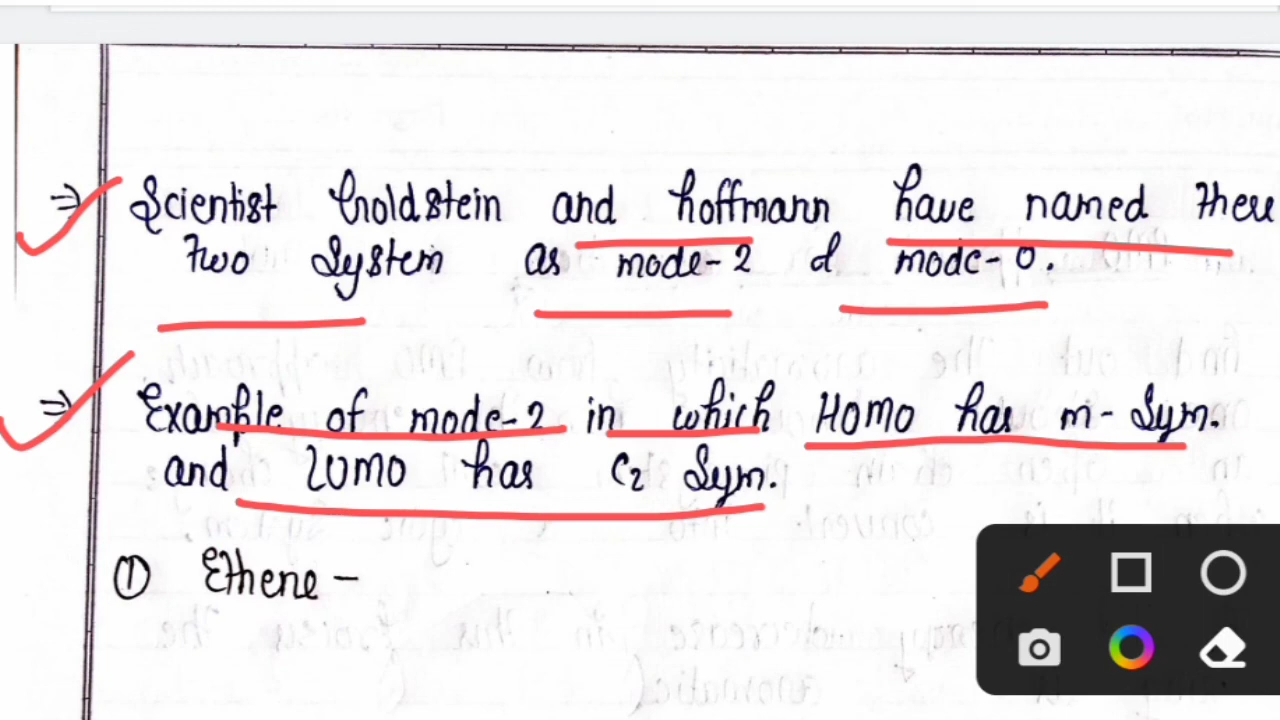 ⇒ Scientist Goldstein and hoffmann have named there
two System as mode-2 & mode-0.
⇒ Example of mode-2 in which HOMO has m-Sym.
and LUMO has C₂ Sym.
① Ethene -